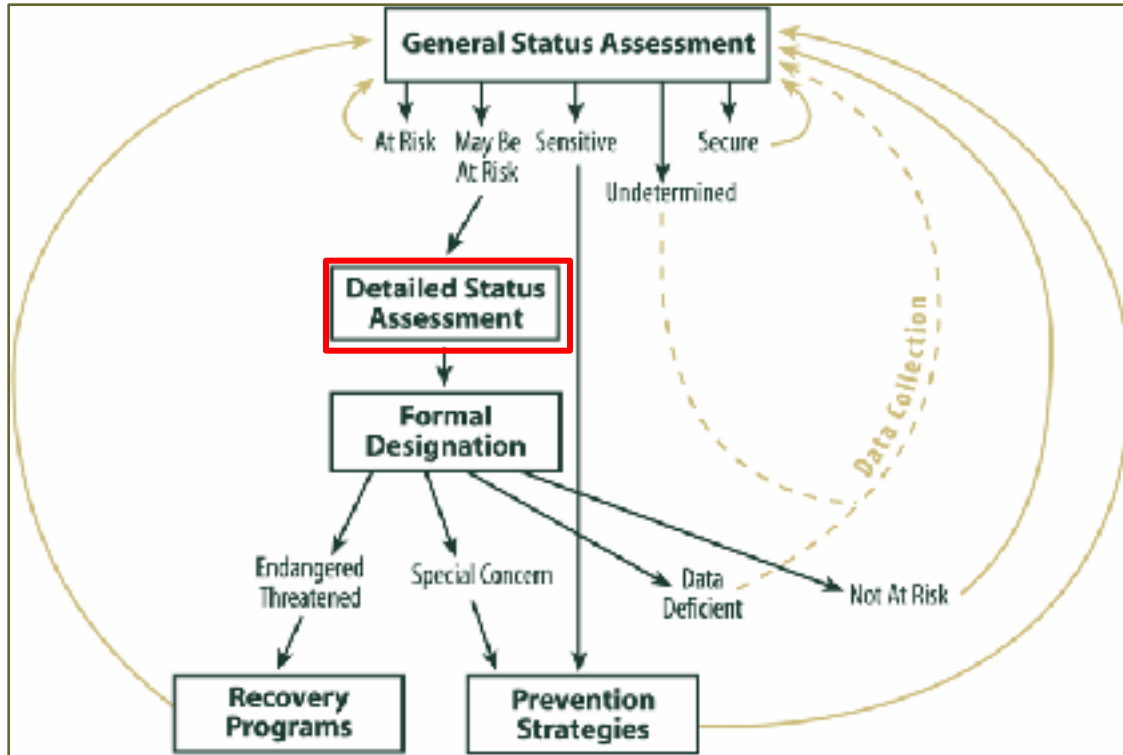 General Status Assessment
At Risk
May Be
At Risk
Sensitive
Undetermined
Secure
Detailed Status
Assessment
Formal
Designation
Data Collection
Endangered
Threatened
Special Concern
Data
Deficient
Not At Risk
Recovery
Programs
Prevention
Strategies